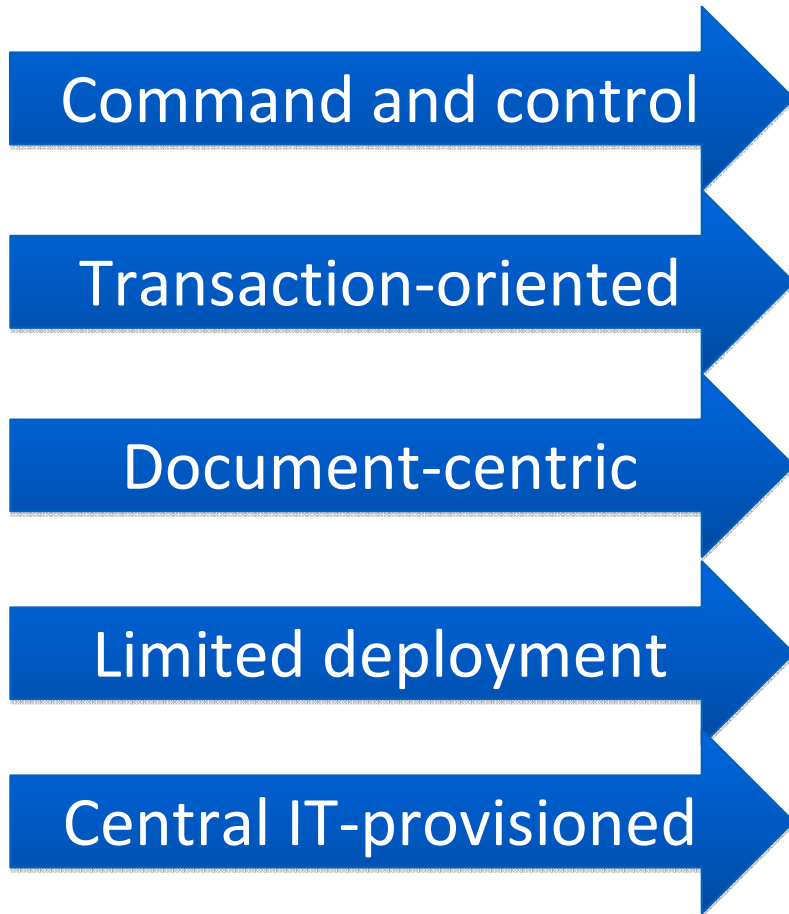 Command and control
Transaction-oriented
Document-centric
Limited deployment
Central IT-provisioned